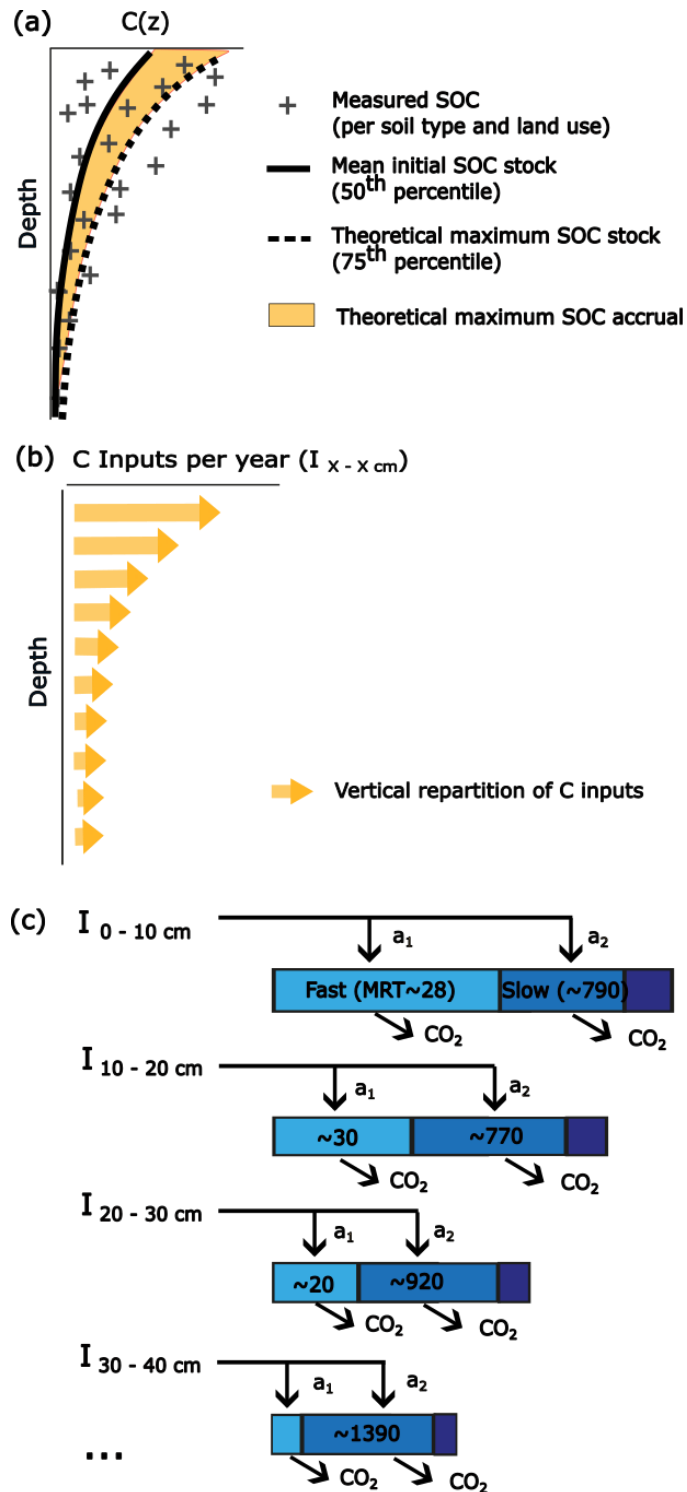 (a)
C(z)
Depth
Measured SOC
(per soil type and land use)
Mean initial SOC stock
(50th percentile)
Theoretical maximum SOC stock
(75th percentile)
Theoretical maximum SOC accrual
(b) C Inputs per year (I X - X cm)
Depth
Vertical repartition of C inputs
(c) I 0 - 10 cm
a1 a2
Fast (MRT~28) Slow (~790)
CO2 CO2
I 10 - 20 cm
a1 a2
~30 ~770
CO2 CO2
I 20 - 30 cm
a1 a2
~20 ~920
CO2 CO2
I 30 - 40 cm
a1 a2
~1390
... CO2 CO2